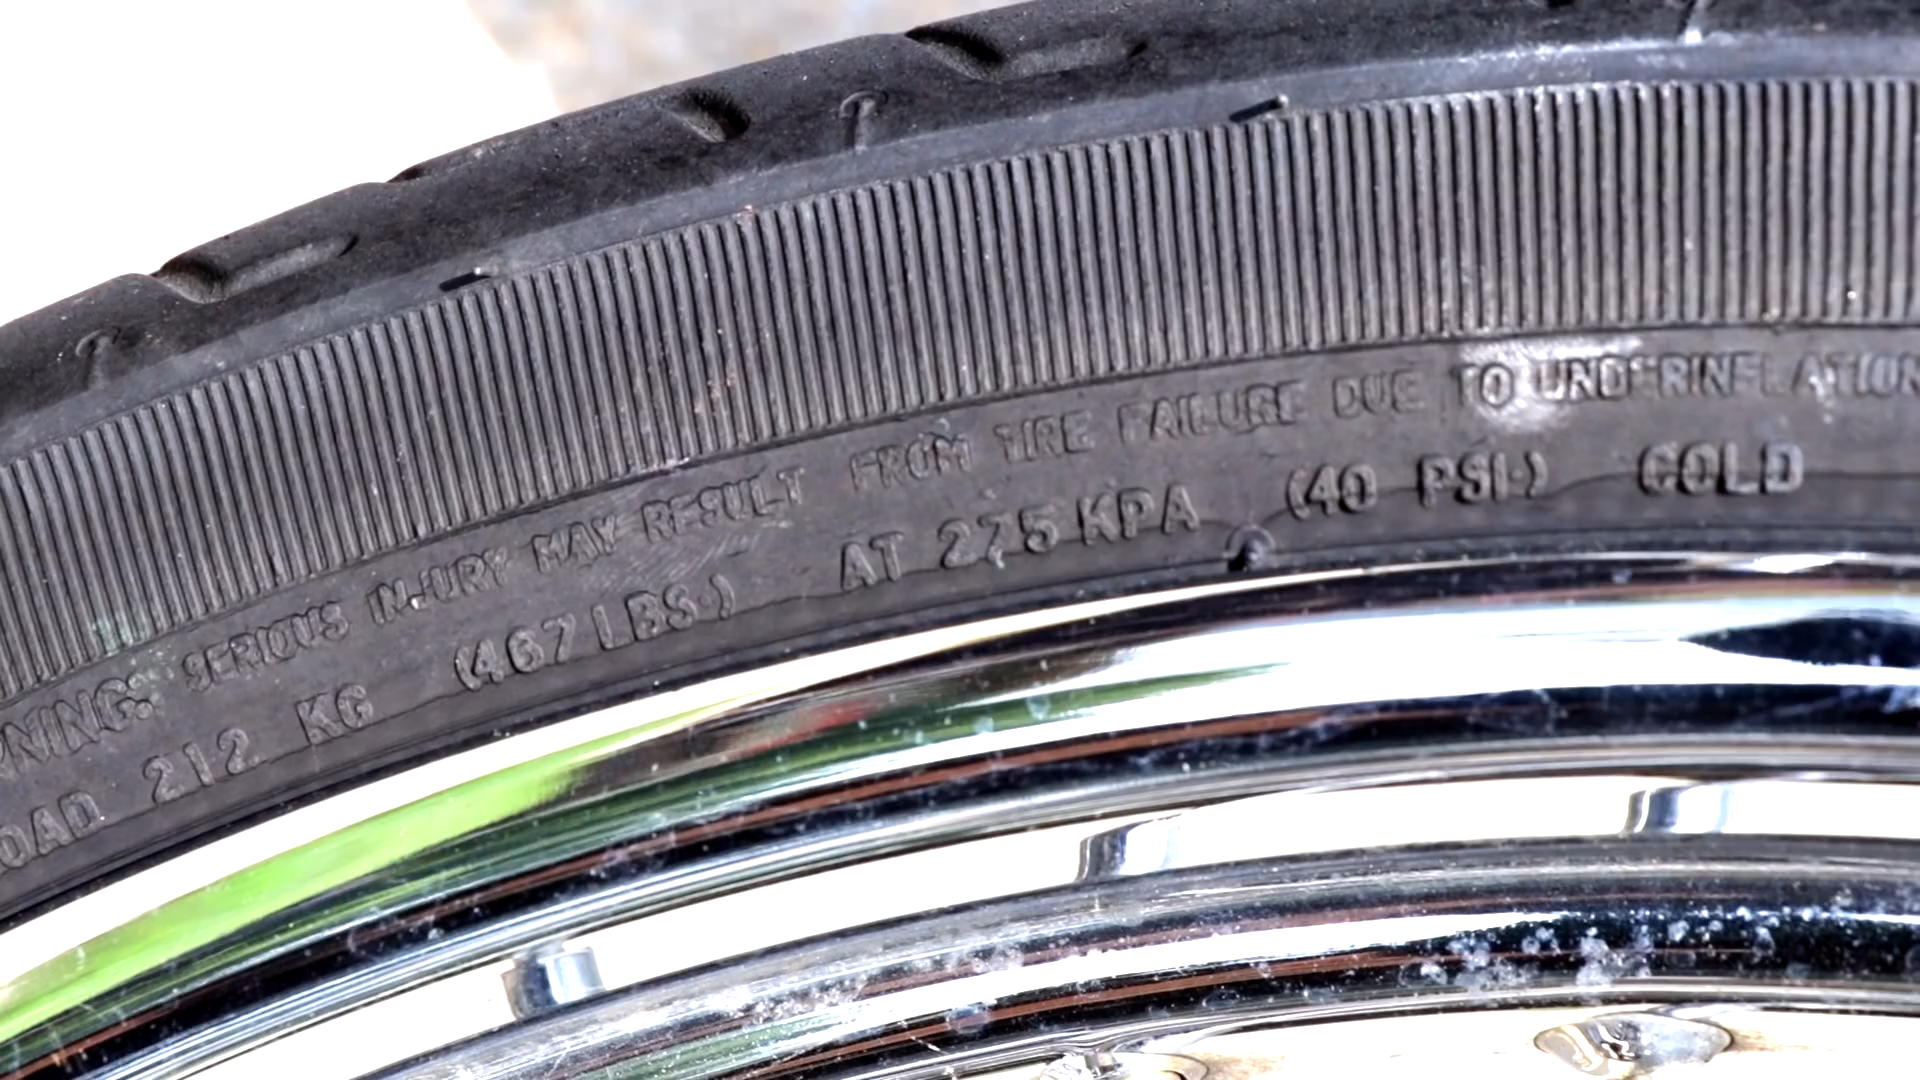 RNING: SERIOUS INJURY MAY RESULT FROM TIRE FAILURE DUE TO UNDERINFLATION
OAD 212 KG (467 LBS.) AT 275 KPA (40 PSI.) COLD